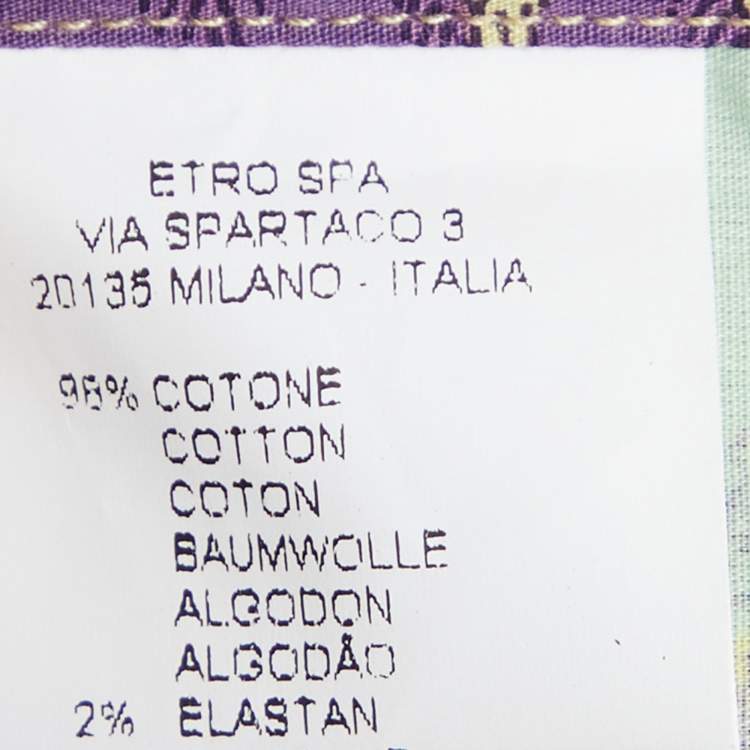 ETRO SPA
VIA SPARTACO 3
20135 MILANO - ITALIA
98% COTONE
COTTON
COTON
BAUMWOLLE
ALGODON
ALGODÃO
2% ELASTAN